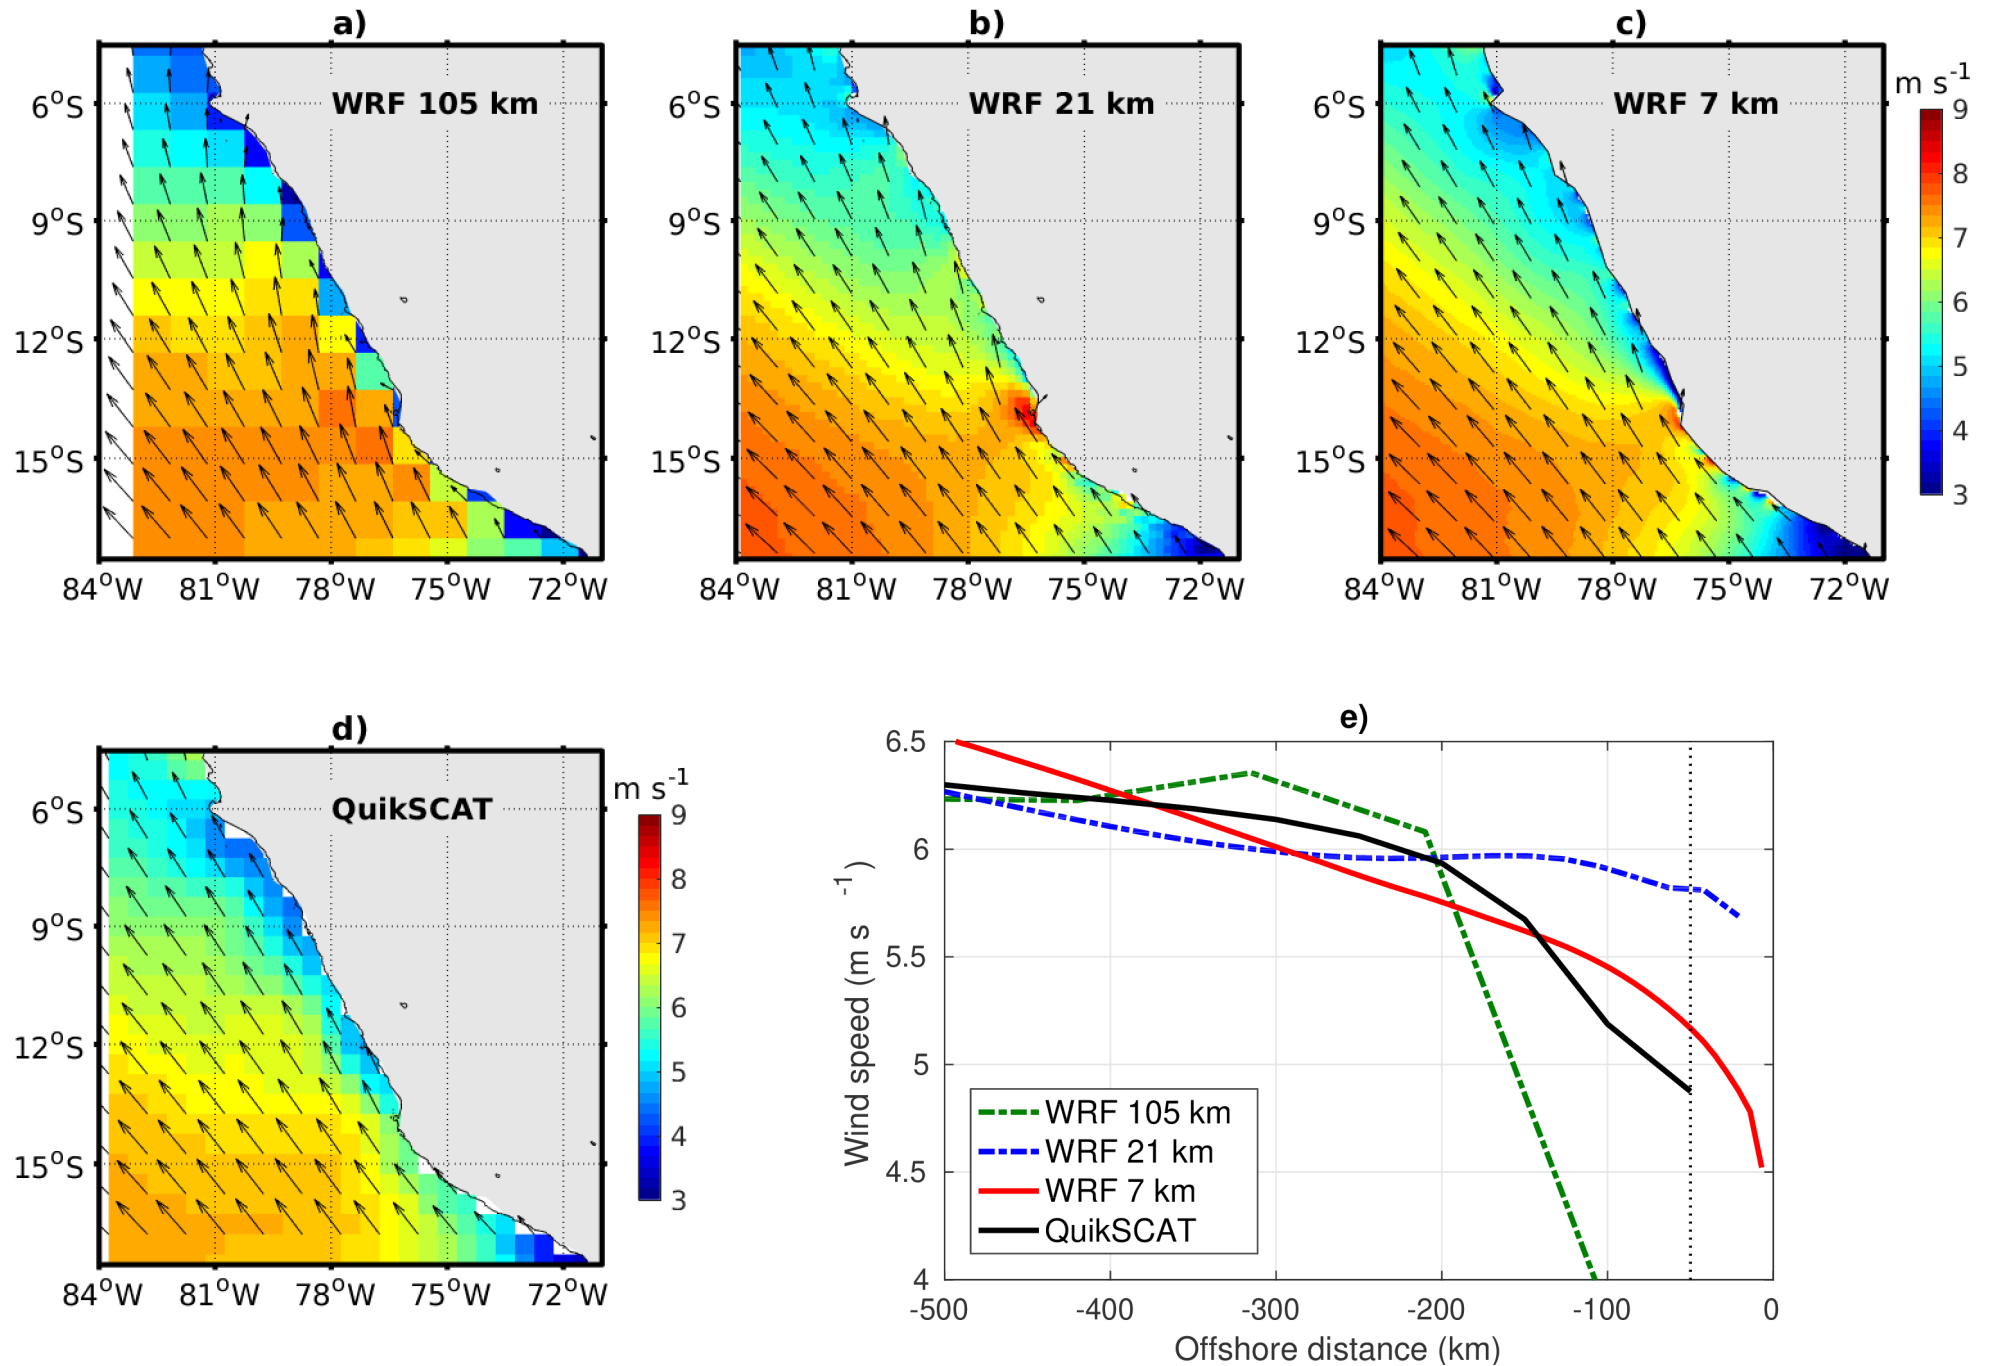 a)
WRF 105 km
6°S
9°S
12°S
15°S
84°W 81°W 78°W 75°W 72°W
b)
WRF 21 km
6°S
9°S
12°S
15°S
84°W 81°W 78°W 75°W 72°W
c)
WRF 7 km
6°S
9°S
12°S
15°S
84°W 81°W 78°W 75°W 72°W
m s-1
9
8
7
6
5
4
3
d)
QuikSCAT
6°S
9°S
12°S
15°S
84°W 81°W 78°W 75°W 72°W
m s-1
9
8
7
6
5
4
3
e)
Wind speed (m s -1)
6.5
6
5.5
5
4.5
4
WRF 105 km
WRF 21 km
WRF 7 km
QuikSCAT
-500 -400 -300 -200 -100 0
Offshore distance (km)